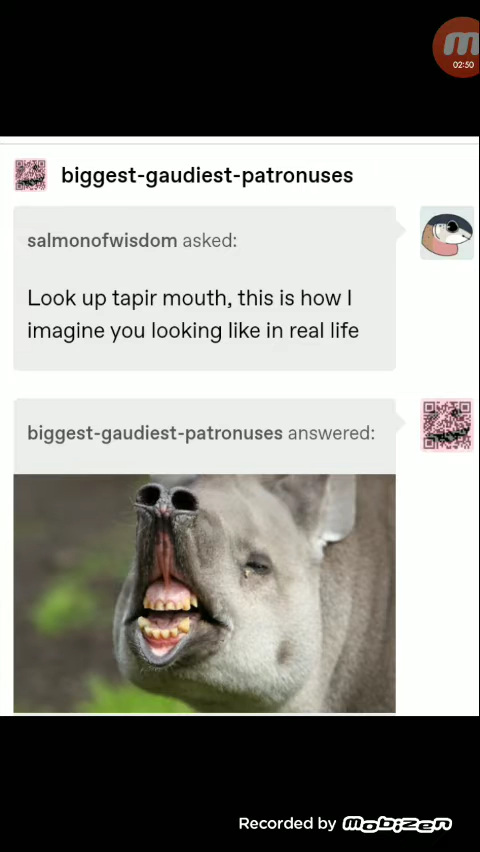 02:50
biggest-gaudiest-patronuses
salmonofwisdom asked:
Look up tapir mouth, this is how I
imagine you looking like in real life
biggest-gaudiest-patronuses answered:
Recorded by mobizen